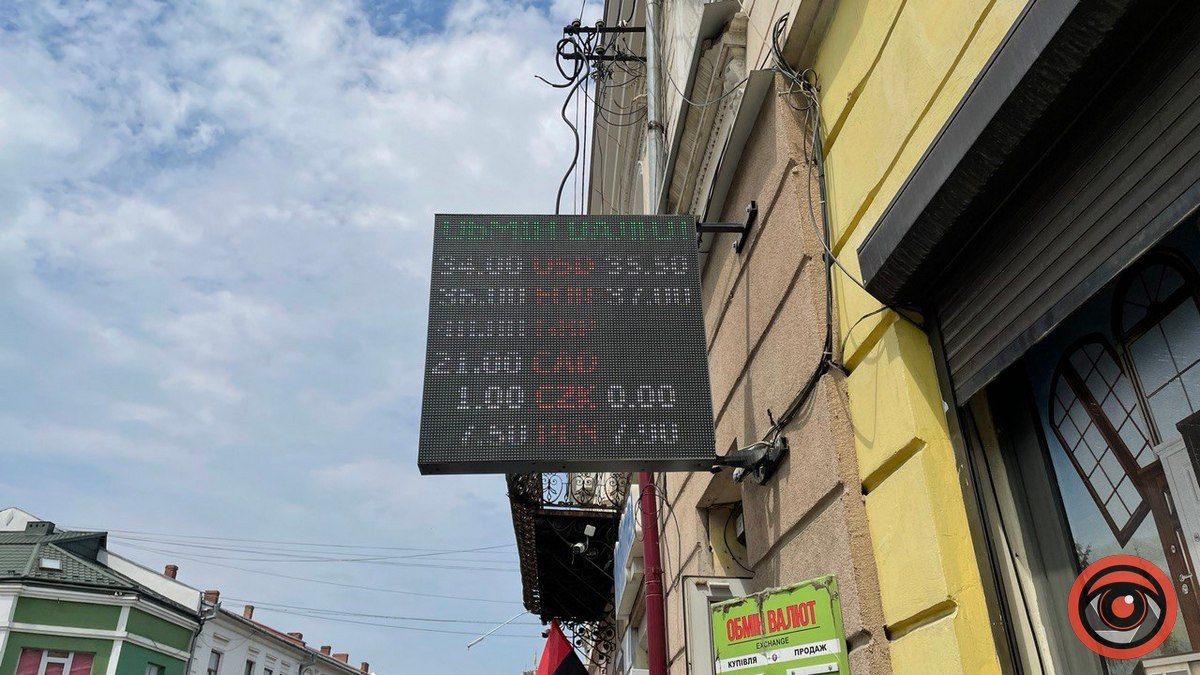 ОБМІН ВАЛЮТ
34.00 USD 35.50
36.00 EUR 37.00
GBP
21.00 CAD
1.00 CZK 0.00
7.50 PLN 7.90
ОБМІН ВАЛЮТ
EXCHANGE
КУПІВЛЯ ПРОДАЖ